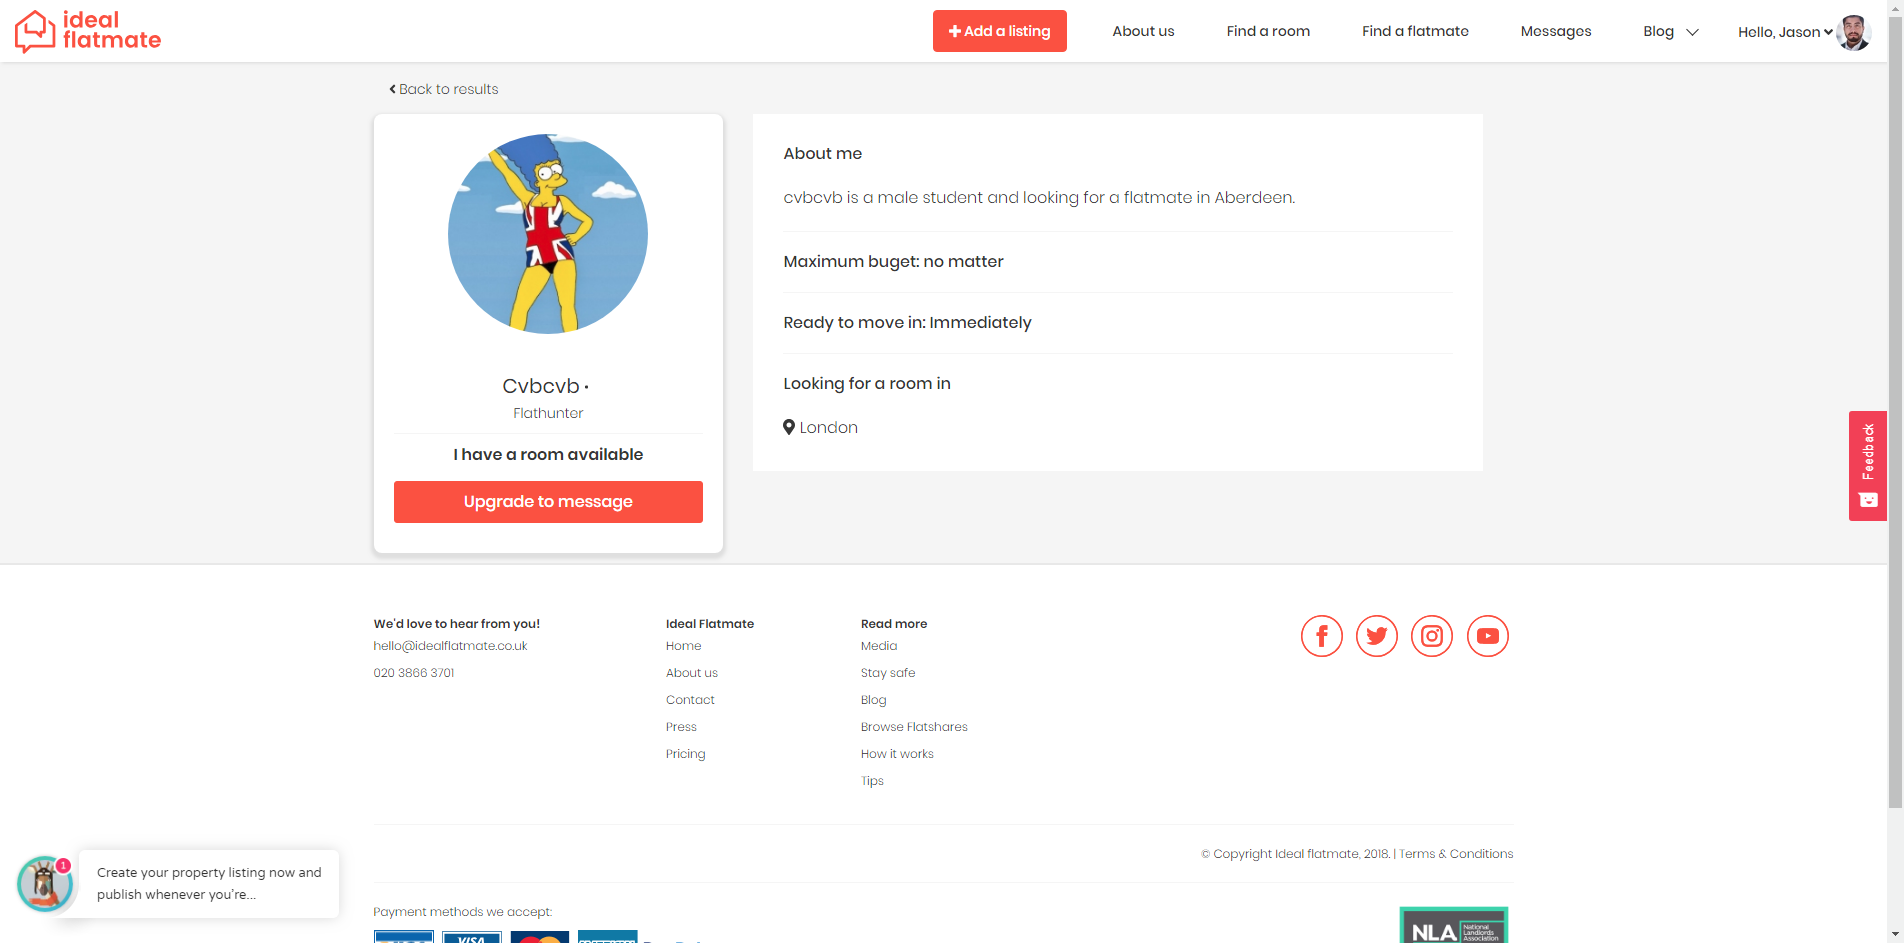 ideal
flatmate
Add a listing
About us
Find a room
Find a flatmate
Messages
Blog
Hello, Jason
Back to results
Cvbcvb •
Flathunter
I have a room available
Upgrade to message
About me
cvbcvb is a male student and looking for a flatmate in Aberdeen.
Maximum buget: no matter
Ready to move in: Immediately
Looking for a room in
London
Feedback
We'd love to hear from you!
hello@idealflatmate.co.uk
020 3866 3701
Ideal Flatmate
Home
About us
Contact
Press
Pricing
Read more
Media
Stay safe
Blog
Browse Flatshares
How it works
Tips
© Copyright Ideal flatmate, 2018. | Terms & Conditions
1
Create your property listing now and
publish whenever you're...
Payment methods we accept:
VISA
NLA
National
Landlords
Association